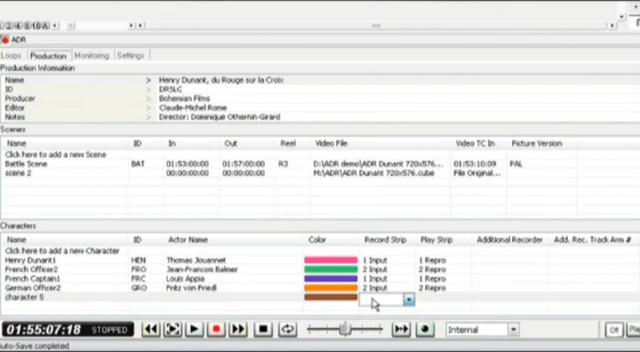 ADR
Loops Production Monitoring Settings
Production Information
Name > Henry Dunant, du Rouge sur la Croix
ID > DRSLC
Producer > Bohemian Films
Editor > Claude-Michel Rome
Notes > Director: Dominique Othenin-Girard
Scenes
Name ID In Out Reel Video File Video TC In Picture Version
Click here to add a new Scene
Battle Scene BAT 01:53:00:00 01:57:00:00 R3 D:\ADR demo\ADR Dunant 720x576... 01:53:10:09 PAL
scene 2 00:00:00:00 00:00:00:00 M:\ADR\ADR Dunant 720x576.cube File Original...
Characters
Name ID Actor Name Color Record Strip Play Strip Additional Recorder Add. Rec. Track Arm #
Click here to add a new Character
Henry Dunant1 HEN Thomas Jouannet 1 Input 1 Repro
French Officer2 FRO Jean-Francois Balmer 2 Input 2 Repro
French Captain1 FRC Louis Appia 1 Input 1 Repro
German Officer2 GRO Fritz von Friedl 2 Input 2 Repro
character 5
01:55:07:18 STOPPED Internal Off
Auto-Save completed